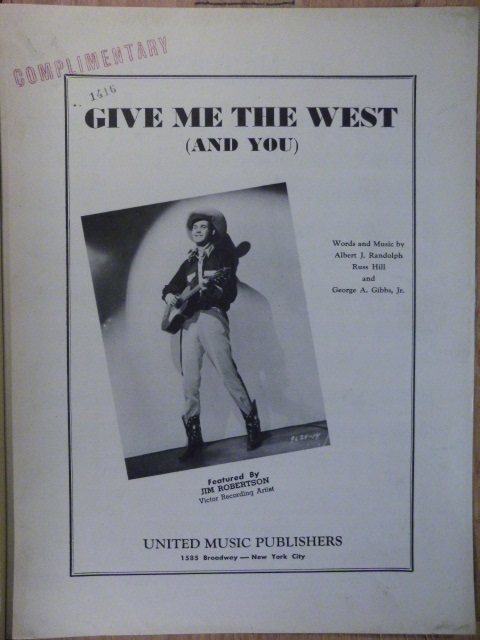 COMPLIMENTARY
1416
GIVE ME THE WEST
(AND YOU)
Words and Music by
Albert J. Randolph
Russ Hill
and
George A. Gibbs, Jr.
Featured By
JIM ROBERTSON
Victor Recording Artist
UNITED MUSIC PUBLISHERS
1585 Broadway — New York City